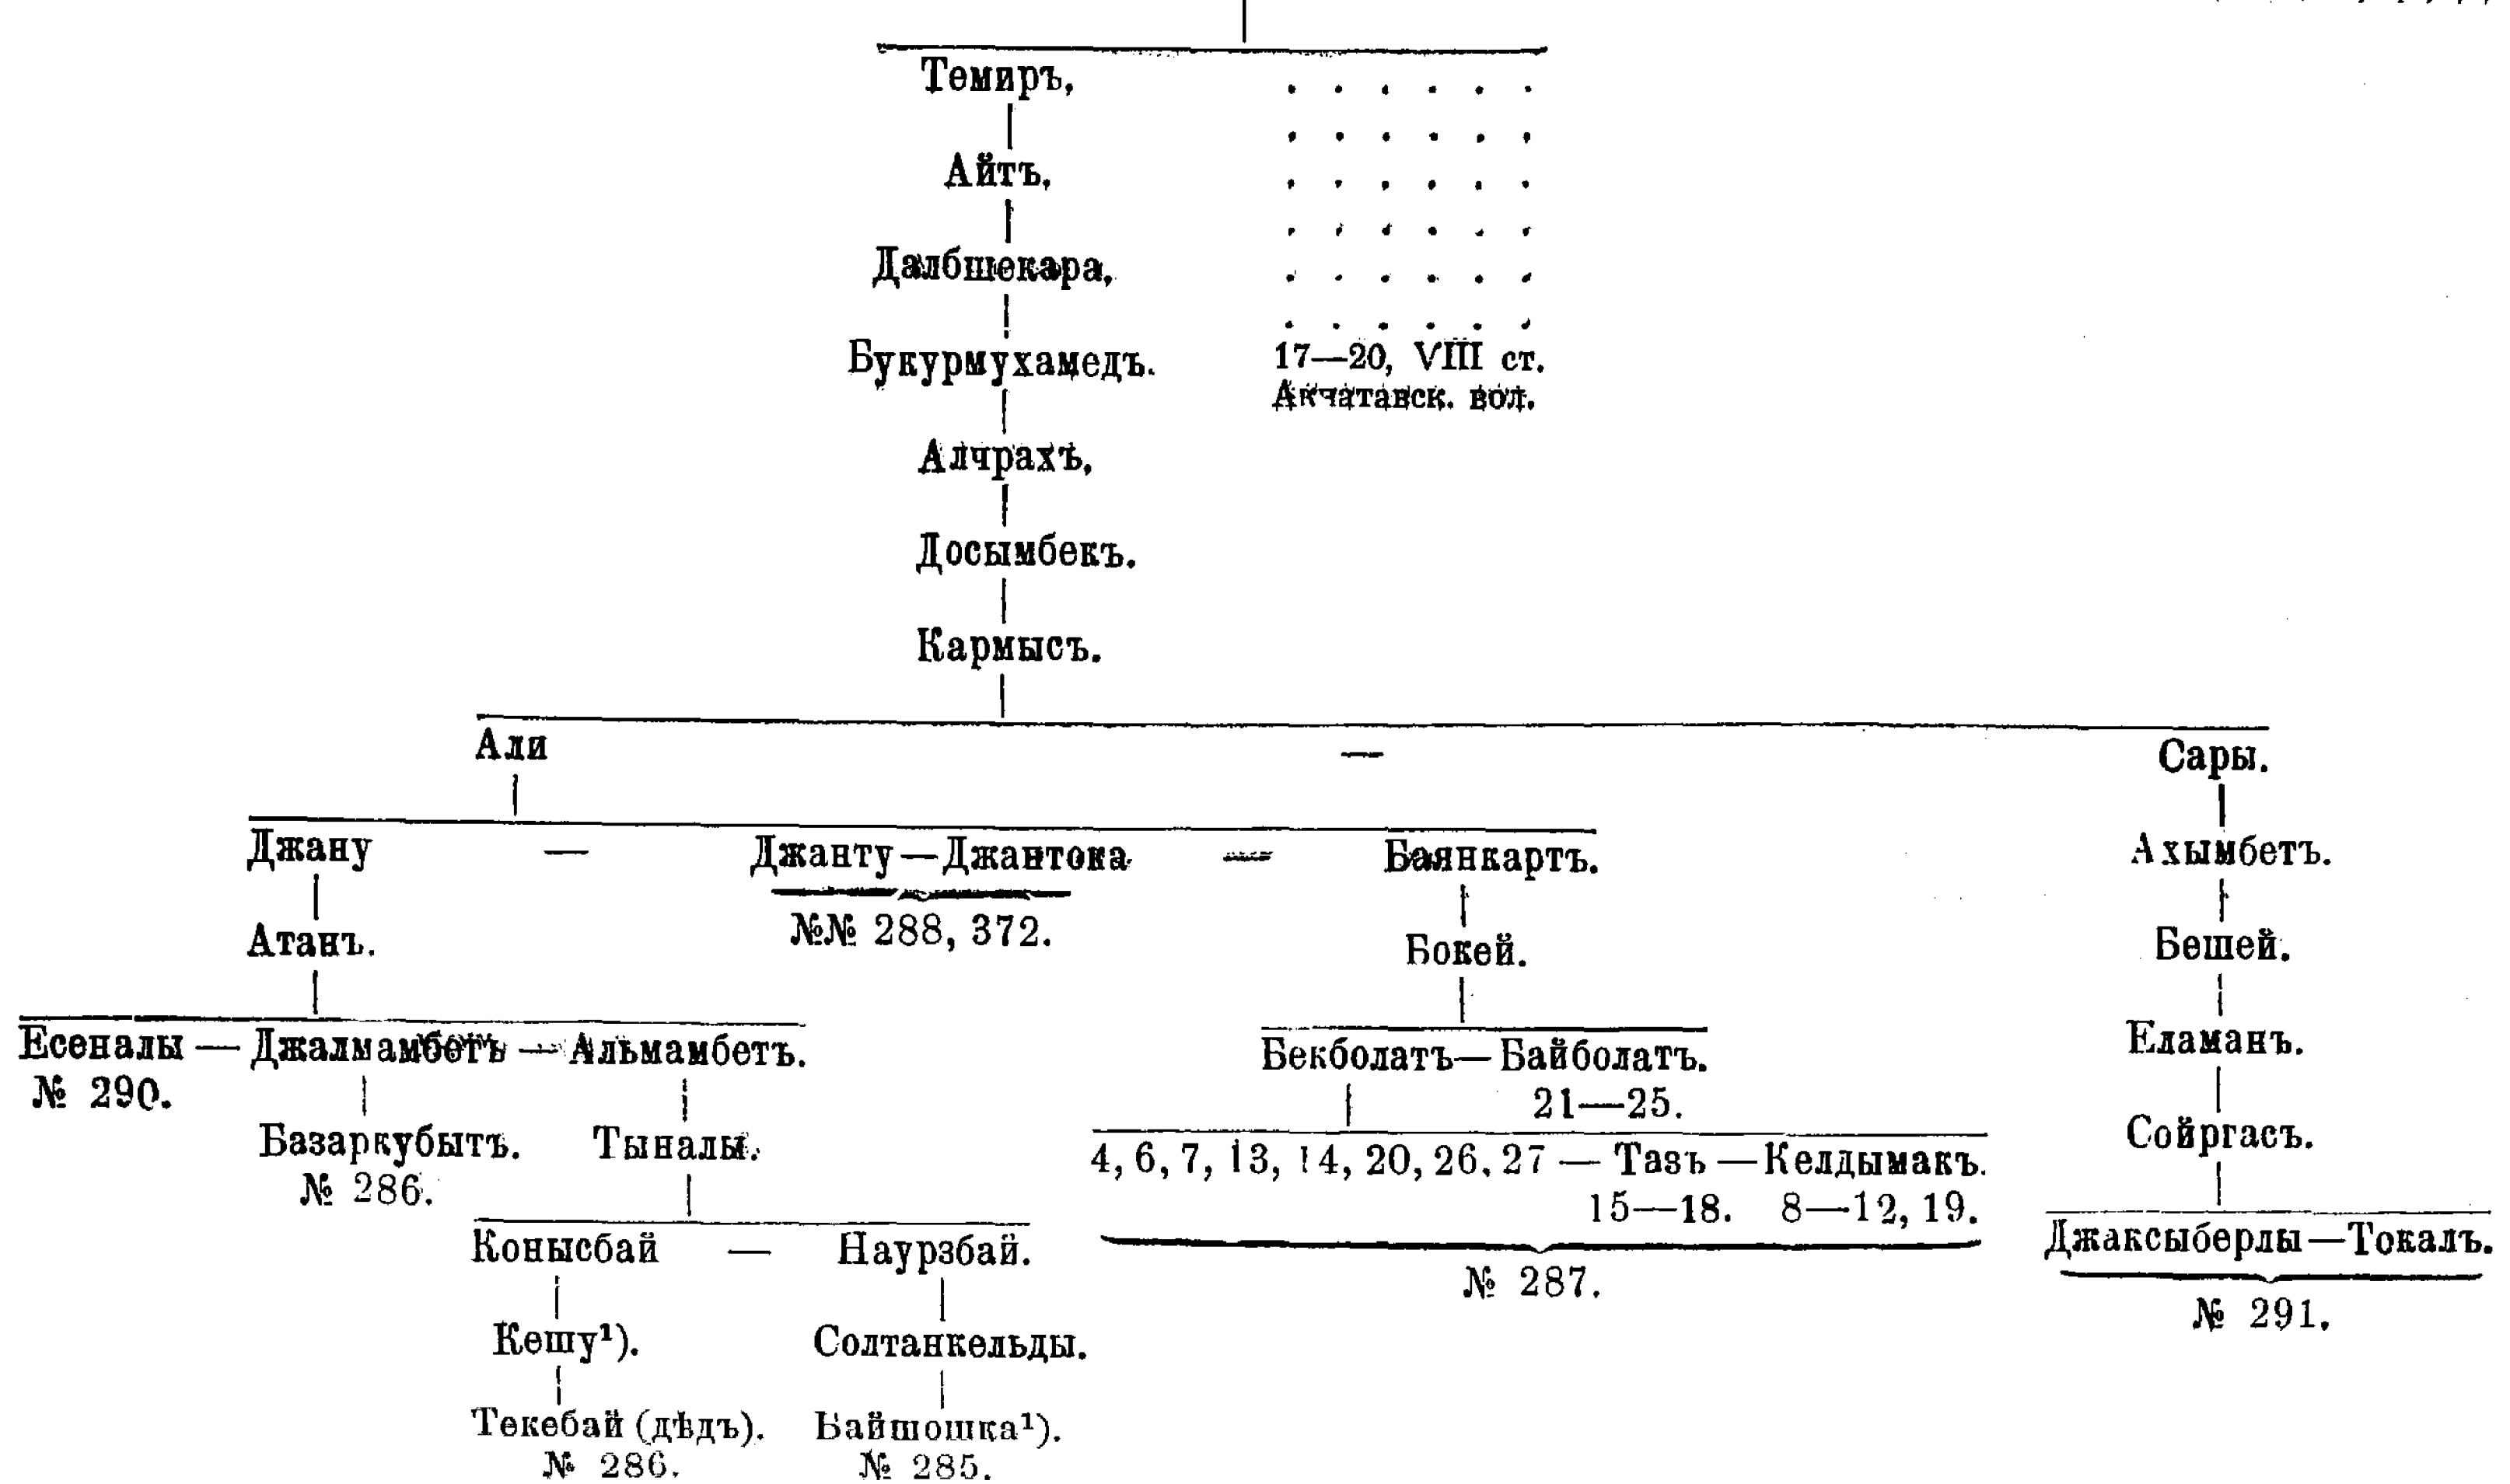 Темиръ.
Айтъ.
Далбшекара.
Букурмухамедъ.
17—20, VIII ст.
Акчатавск. вол.
Алчрахъ.
Досымбекъ.
Кармысъ.
Али — Сары.
Джану — Джанту — Джантока — Баянкартъ. Ахымбетъ.
№№ 288, 372.
Атанъ. Бокей. Бешей.
Есеналы — Джалмамбетъ — Альмамбетъ. Бекболатъ — Байболатъ. Еламанъ.
№ 290. 21—25.
Базаркубытъ. Тыналы. 4, 6, 7, 13, 14, 20, 26, 27 — Тазъ — Келдымакъ. Сойргасъ.
№ 286. 15—18. 8—12, 19.
Конысбай — Наурзбай. Джаксыберлы — Токалъ.
№ 287. № 291.
Кешу¹). Солтанкельды.
Текебай (дѣдъ). Байшошка¹).
№ 286. № 285.